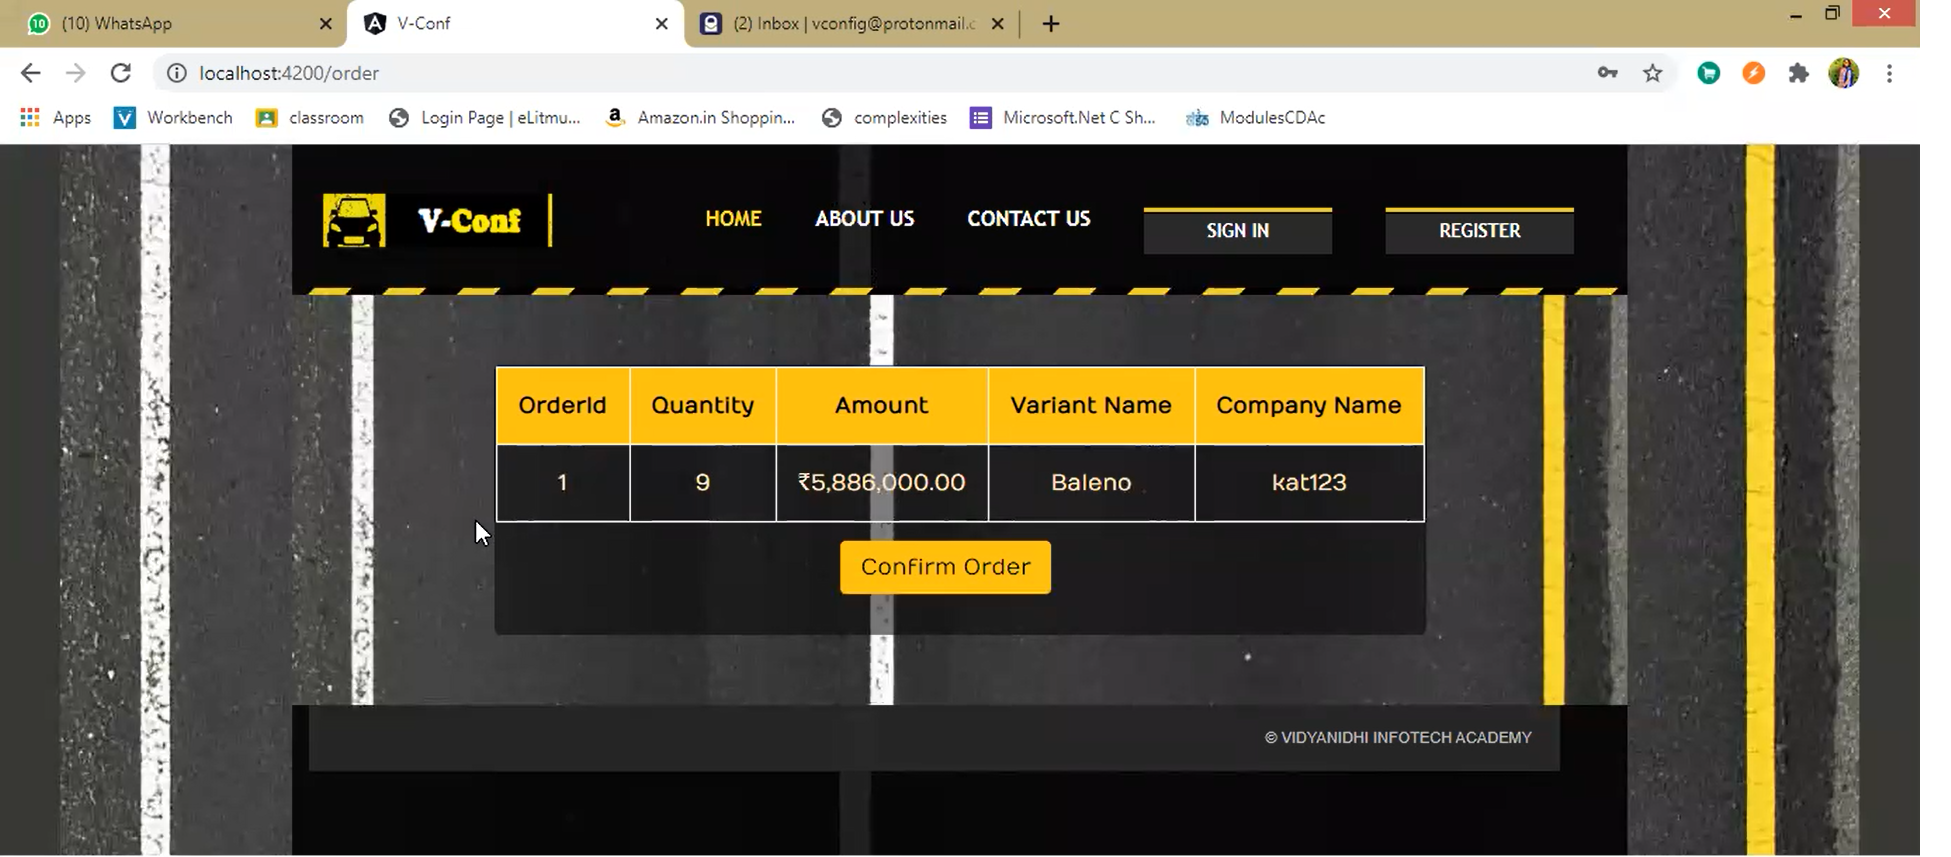 10 (10) WhatsApp V-Conf (2) Inbox | vconfig@protonmail.c
localhost:4200/order
Apps Workbench classroom Login Page | eLitmu... Amazon.in Shoppin... complexities Microsoft.Net C Sh... ModulesCDAc
V-Conf HOME ABOUT US CONTACT US SIGN IN REGISTER
OrderId Quantity Amount Variant Name Company Name
1 9 ₹5,886,000.00 Baleno kat123
Confirm Order
© VIDYANIDHI INFOTECH ACADEMY